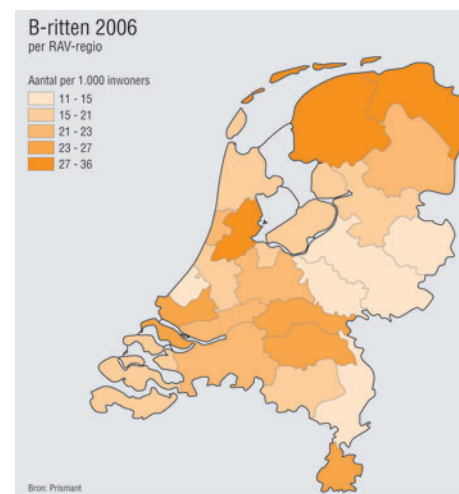 B-ritten 2006
per RAV-regio
Aantal per 1.000 inwoners
11 - 15
15 - 21
21 - 23
23 - 27
27 - 36
Bron: Prismant